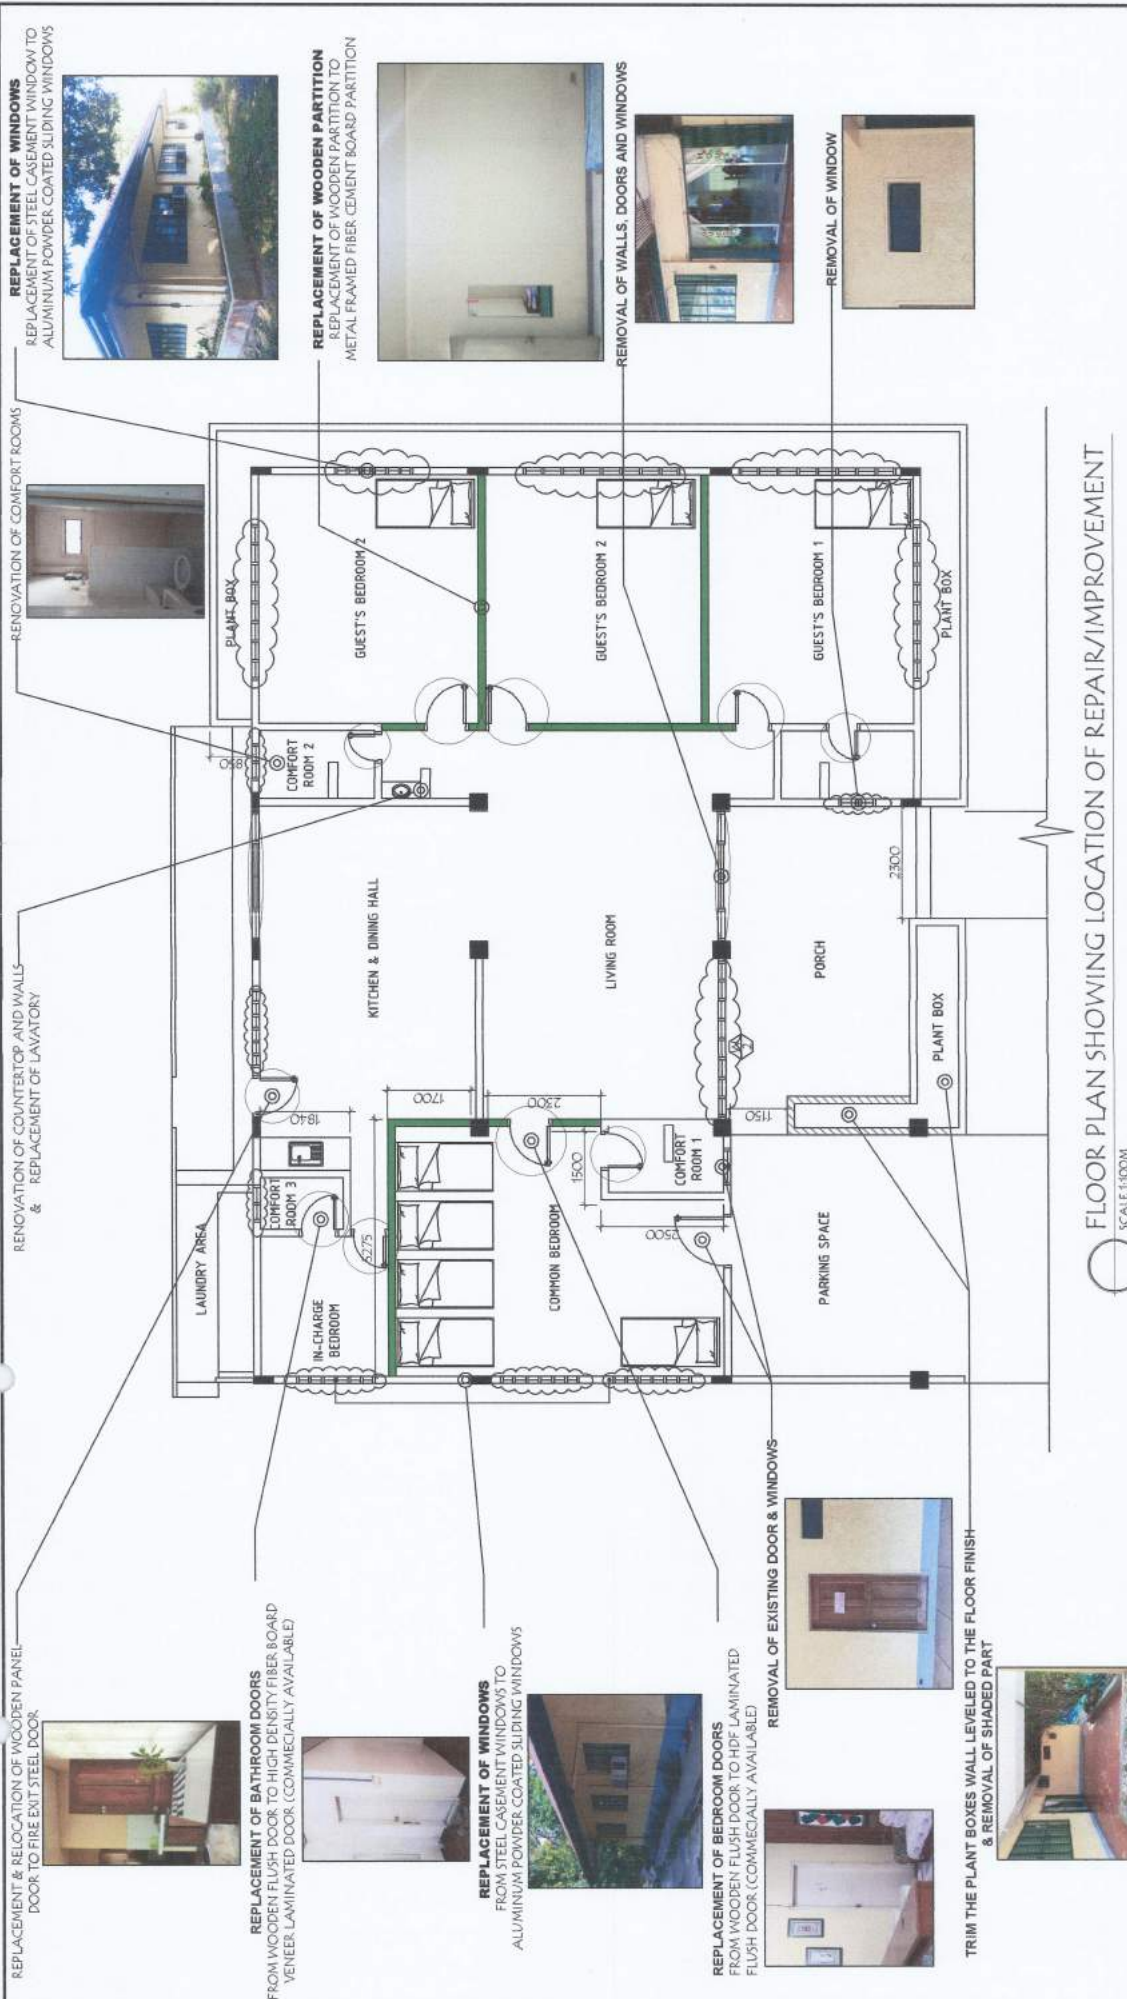 REPLACEMENT & RELOCATION OF WOODEN PANEL
DOOR TO FIRE EXIT STEEL DOOR
RENOVATION OF COUNTERTOP AND WALLS
& REPLACEMENT OF LAVATORY
RENOVATION OF COMFORT ROOMS
REPLACEMENT OF WINDOWS
REPLACEMENT OF STEEL CASEMENT WINDOW TO
ALUMINUM POWDER COATED SLIDING WINDOWS
REPLACEMENT OF BATHROOM DOORS
FROM WOODEN FLUSH DOOR TO HIGH DENSITY FIBER BOARD
VENEER LAMINATED DOOR (COMMECIALLY AVAILABLE)
REPLACEMENT OF WINDOWS
FROM STEEL CASEMENT WINDOWS TO
ALUMINUM POWDER COATED SLIDING WINDOWS
REPLACEMENT OF BEDROOM DOORS
FROM WOODEN FLUSH DOOR TO HDF LAMINATED
FLUSH DOOR (COMMECIALLY AVAILABLE)
REMOVAL OF EXISTING DOOR & WINDOWS
TRIM THE PLANT BOXES WALL LEVELED TO THE FLOOR FINISH
& REMOVAL OF SHADED PART
REPLACEMENT OF WOODEN PARTITION
REPLACEMENT OF WOODEN PARTITION TO
METAL FRAMED FIBER CEMENT BOARD PARTITION
REMOVAL OF WALLS, DOORS AND WINDOWS
REMOVAL OF WINDOW
LAUNDRY AREA
COMFORT
ROOM 3
IN-CHARGE
BEDROOM
1840
5275
1700
KITCHEN & DINING HALL
COMFORT
ROOM 2
850
PLANT BOX
GUEST'S BEDROOM 2
GUEST'S BEDROOM 2
GUEST'S BEDROOM 1
PLANT BOX
COMMON BEDROOM
2300
1500
2500
COMFORT
ROOM 1
LIVING ROOM
1150
2300
PARKING SPACE
PORCH
PLANT BOX
FLOOR PLAN SHOWING LOCATION OF REPAIR/IMPROVEMENT
SCALE 1:100M